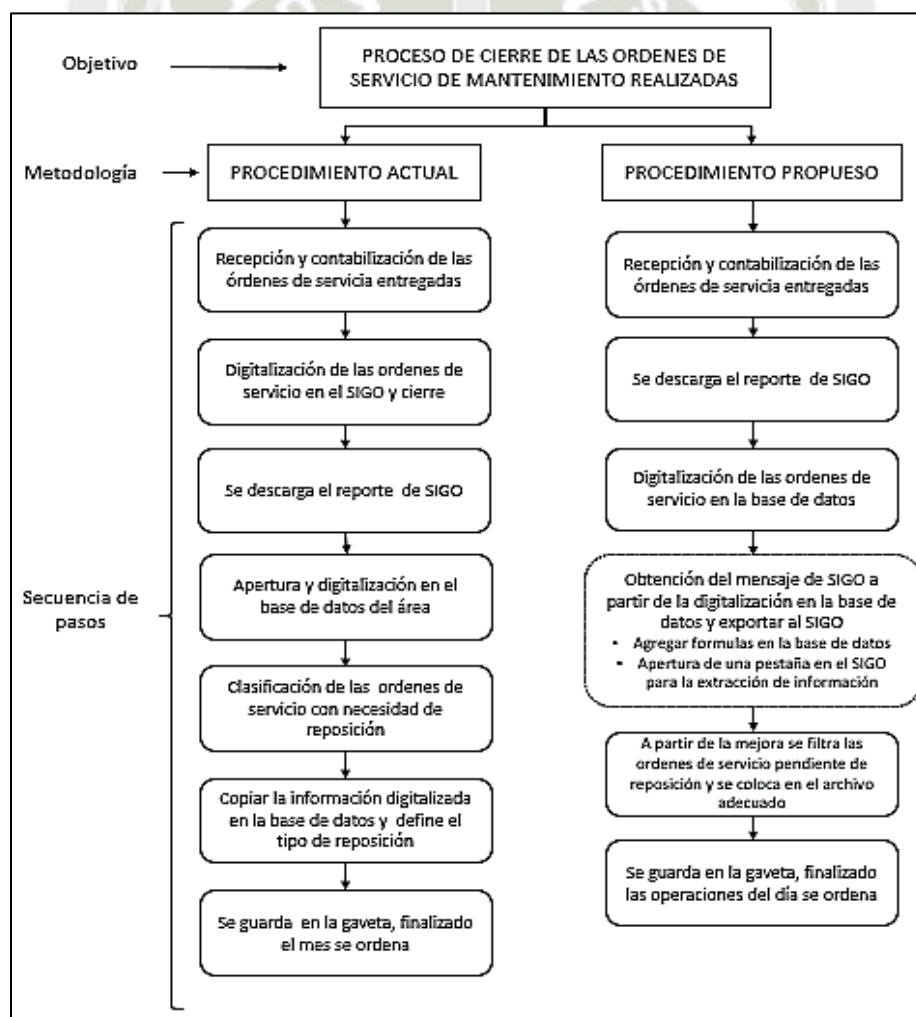 Objetivo
PROCESO DE CIERRE DE LAS ORDENES DE
SERVICIO DE MANTENIMIENTO REALIZADAS
Metodología
PROCEDIMIENTO ACTUAL
PROCEDIMIENTO PROPUESO
Secuencia de
pasos
Recepción y contabilización de las
órdenes de servicia entregadas
Digitalización de las ordenes de
servicio en el SIGO y cierre
Se descarga el reporte de SIGO
Apertura y digitalización en el
base de datos del área
Clasificación de las ordenes de
servicio con necesidad de
reposición
Copiar la información digitalizada
en la base de datos y define el
tipo de reposición
Se guarda en la gaveta, finalizado
el mes se ordena
Recepción y contabilización de las
órdenes de servicia entregadas
Se descarga el reporte de SIGO
Digitalización de las ordenes de
servicio en la base de datos
Obtención del mensaje de SIGO a
partir de la digitalización en la base de
datos y exportar al SIGO
• Agregar formulas en la base de datos
• Apertura de una pestaña en el SIGO
para la extracción de información
A partir de la mejora se filtra las
ordenes de servicio pendiente de
reposición y se coloca en el archivo
adecuado
Se guarda en la gaveta, finalizado
las operaciones del día se ordena